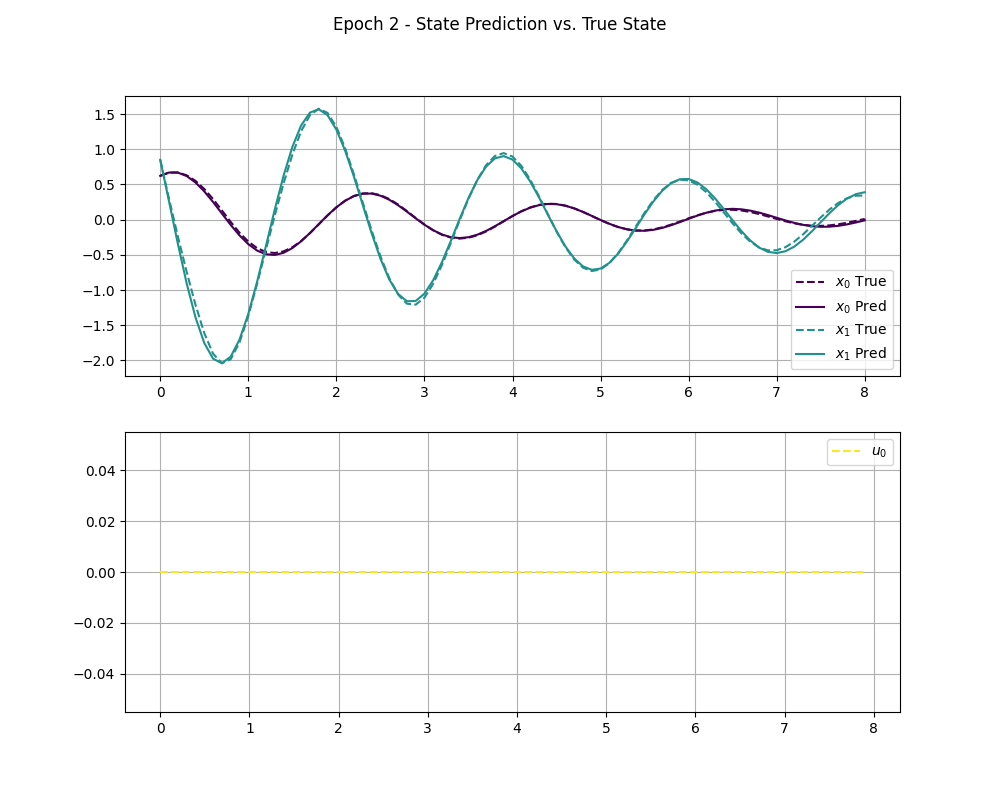 Epoch 2 - State Prediction vs. True State
1.5
1.0
0.5
0.0
−0.5
−1.0
−1.5
−2.0
x₀ True
x₀ Pred
x₁ True
x₁ Pred
0 1 2 3 4 5 6 7 8
0.04
0.02
0.00
−0.02
−0.04
u₀
0 1 2 3 4 5 6 7 8